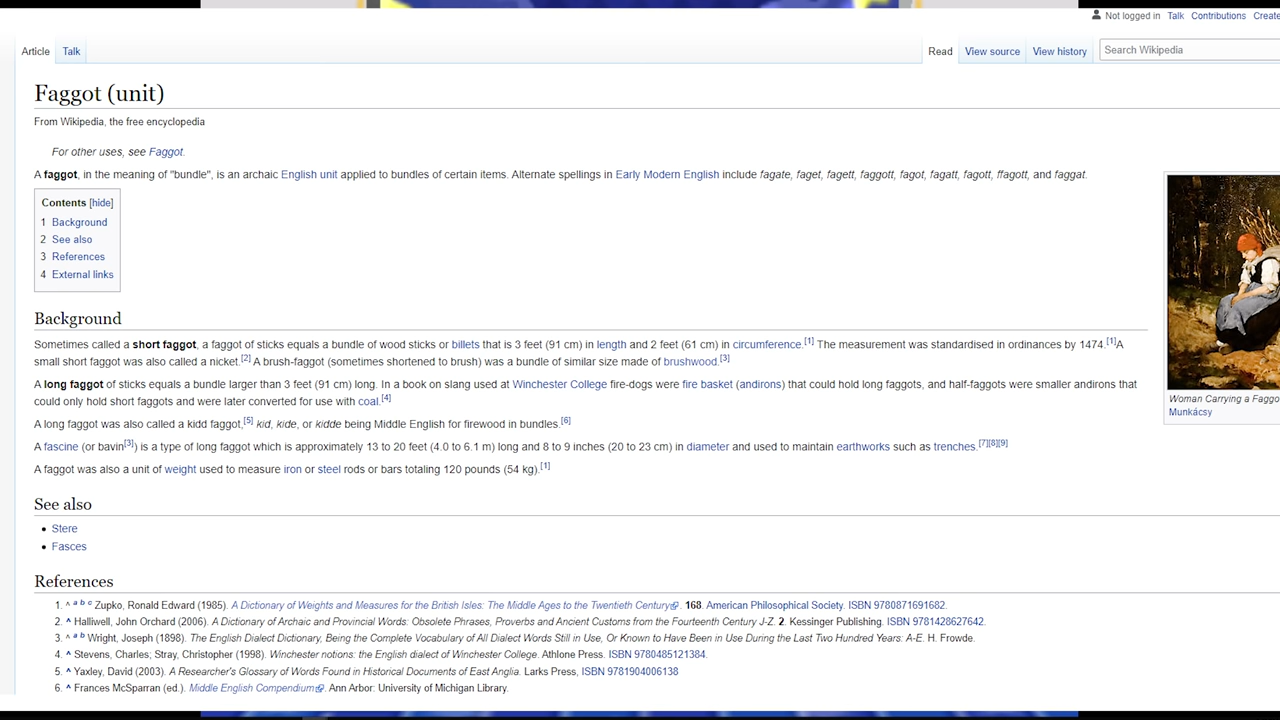 Not logged in Talk Contributions Create
Article Talk Read View source View history Search Wikipedia
Faggot (unit)
From Wikipedia, the free encyclopedia
For other uses, see Faggot.
A faggot, in the meaning of "bundle", is an archaic English unit applied to bundles of certain items. Alternate spellings in Early Modern English include fagate, faget, fagett, faggott, fagot, fagatt, fagott, ffagott, and faggat.
Contents [hide]
1 Background
2 See also
3 References
4 External links
Background
Sometimes called a short faggot, a faggot of sticks equals a bundle of wood sticks or billets that is 3 feet (91 cm) in length and 2 feet (61 cm) in circumference.[1] The measurement was standardised in ordinances by 1474.[1]A
small short faggot was also called a nicket.[2] A brush-faggot (sometimes shortened to brush) was a bundle of similar size made of brushwood.[3]
A long faggot of sticks equals a bundle larger than 3 feet (91 cm) long. In a book on slang used at Winchester College fire-dogs were fire basket (andirons) that could hold long faggots, and half-faggots were smaller andirons that
could only hold short faggots and were later converted for use with coal.[4]
A long faggot was also called a kidd faggot,[5] kid, kide, or kidde being Middle English for firewood in bundles.[6]
A fascine (or bavin[3]) is a type of long faggot which is approximately 13 to 20 feet (4.0 to 6.1 m) long and 8 to 9 inches (20 to 23 cm) in diameter and used to maintain earthworks such as trenches.[7][8][9]
A faggot was also a unit of weight used to measure iron or steel rods or bars totaling 120 pounds (54 kg).[1]
Woman Carrying a Faggo
Munkácsy
See also
• Stere
• Fasces
References
1. ^ a b c Zupko, Ronald Edward (1985). A Dictionary of Weights and Measures for the British Isles: The Middle Ages to the Twentieth Century. 168. American Philosophical Society. ISBN 9780871691682.
2. ^ Halliwell, John Orchard (2006). A Dictionary of Archaic and Provincial Words: Obsolete Phrases, Proverbs and Ancient Customs from the Fourteenth Century J-Z. 2. Kessinger Publishing. ISBN 9781428627642.
3. ^ a b Wright, Joseph (1898). The English Dialect Dictionary, Being the Complete Vocabulary of All Dialect Words Still in Use, Or Known to Have Been in Use During the Last Two Hundred Years: A-E. H. Frowde.
4. ^ Stevens, Charles; Stray, Christopher (1998). Winchester notions: the English dialect of Winchester College. Athlone Press. ISBN 9780485121384.
5. ^ Yaxley, David (2003). A Researcher's Glossary of Words Found in Historical Documents of East Anglia. Larks Press, ISBN 9781904006138
6. ^ Frances McSparran (ed.). Middle English Compendium. Ann Arbor: University of Michigan Library.